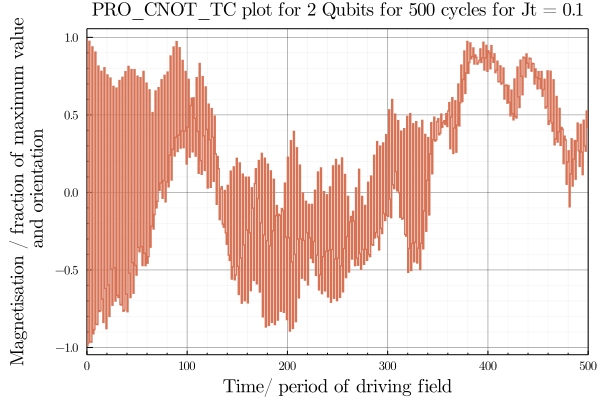 PRO_CNOT_TC plot for 2 Qubits for 500 cycles for Jt = 0.1
Magnetisation / fraction of maximum value
and orientation
1.0
0.5
0.0
−0.5
−1.0
0
100
200
300
400
500
Time/ period of driving field